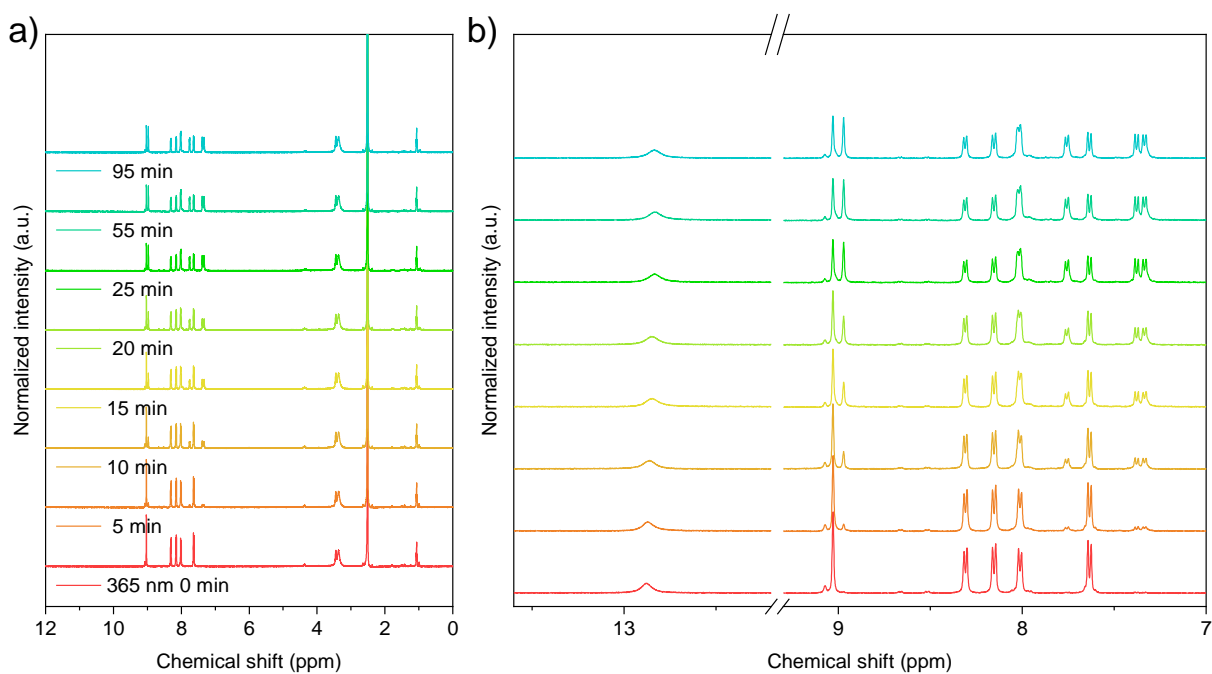 a)
Normalized intensity (a.u.)
95 min
55 min
25 min
20 min
15 min
10 min
5 min
365 nm 0 min
12 10 8 6 4 2 0
Chemical shift (ppm)
b)
Normalized intensity (a.u.)
13 9 8 7
Chemical shift (ppm)